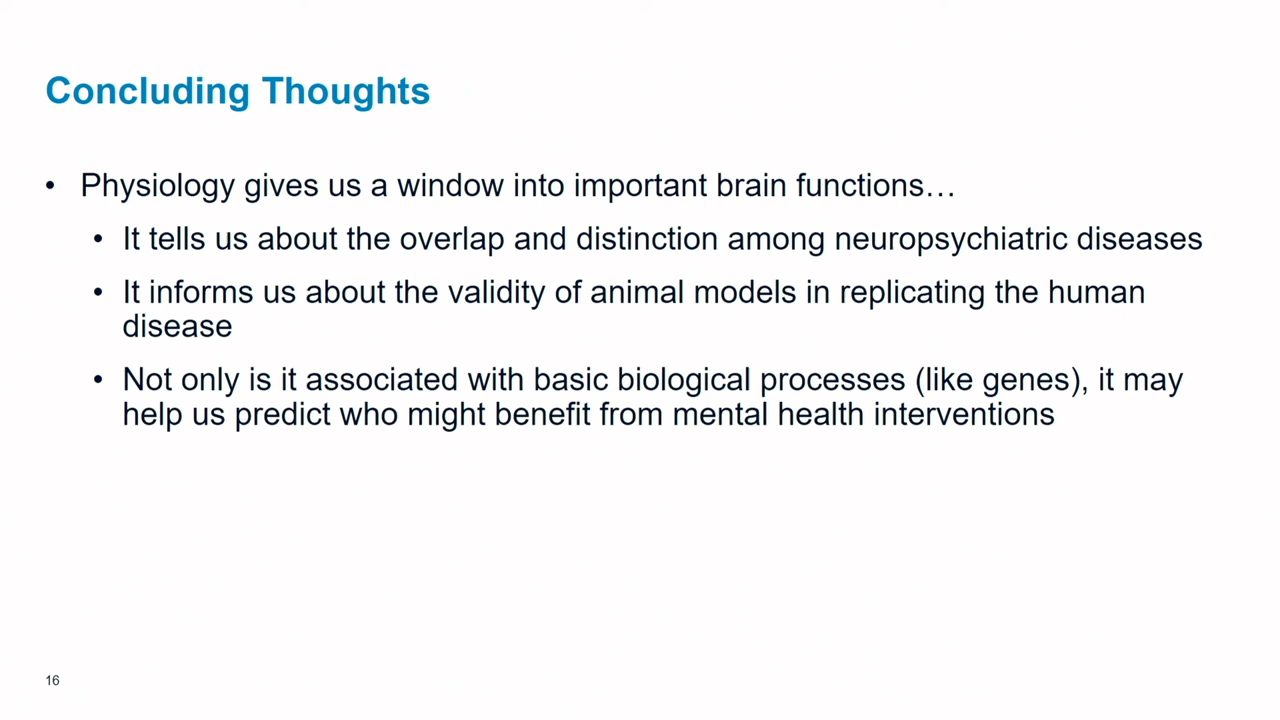 Concluding Thoughts
• Physiology gives us a window into important brain functions…
• It tells us about the overlap and distinction among neuropsychiatric diseases
• It informs us about the validity of animal models in replicating the human
disease
• Not only is it associated with basic biological processes (like genes), it may
help us predict who might benefit from mental health interventions
16